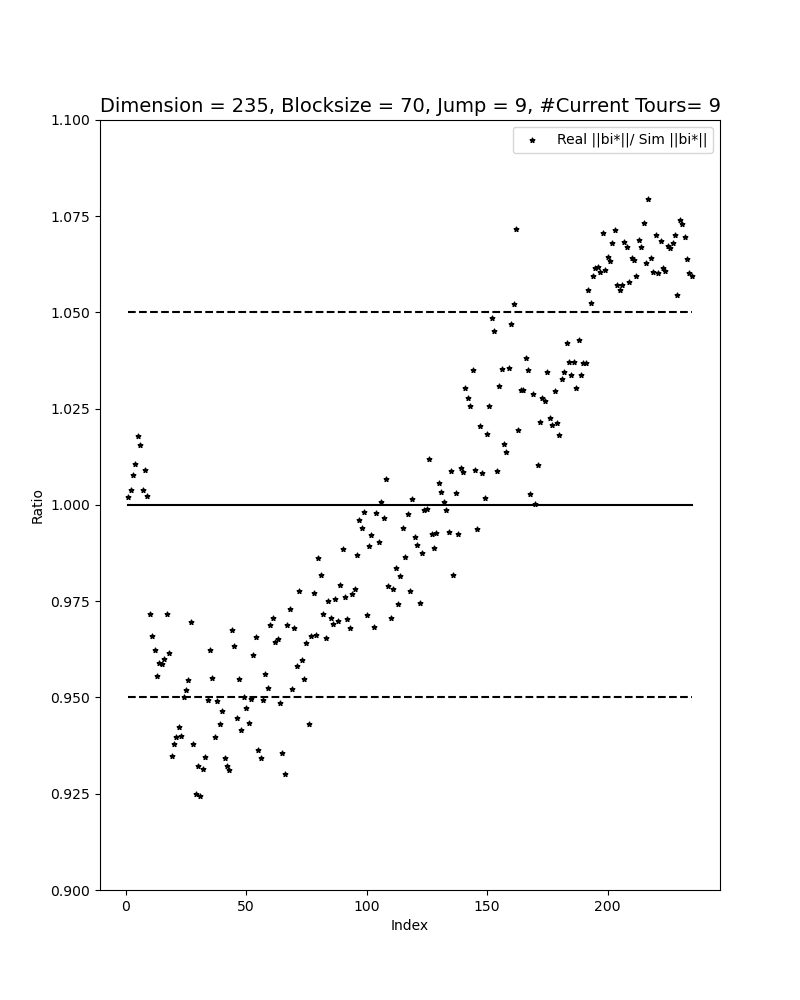 Dimension = 235, Blocksize = 70, Jump = 9, #Current Tours= 9
1.100
Real ||bi*||/ Sim ||bi*||
1.075
1.050
1.025
1.000
0.975
0.950
0.925
0.900
Ratio
0 50 100 150 200
Index